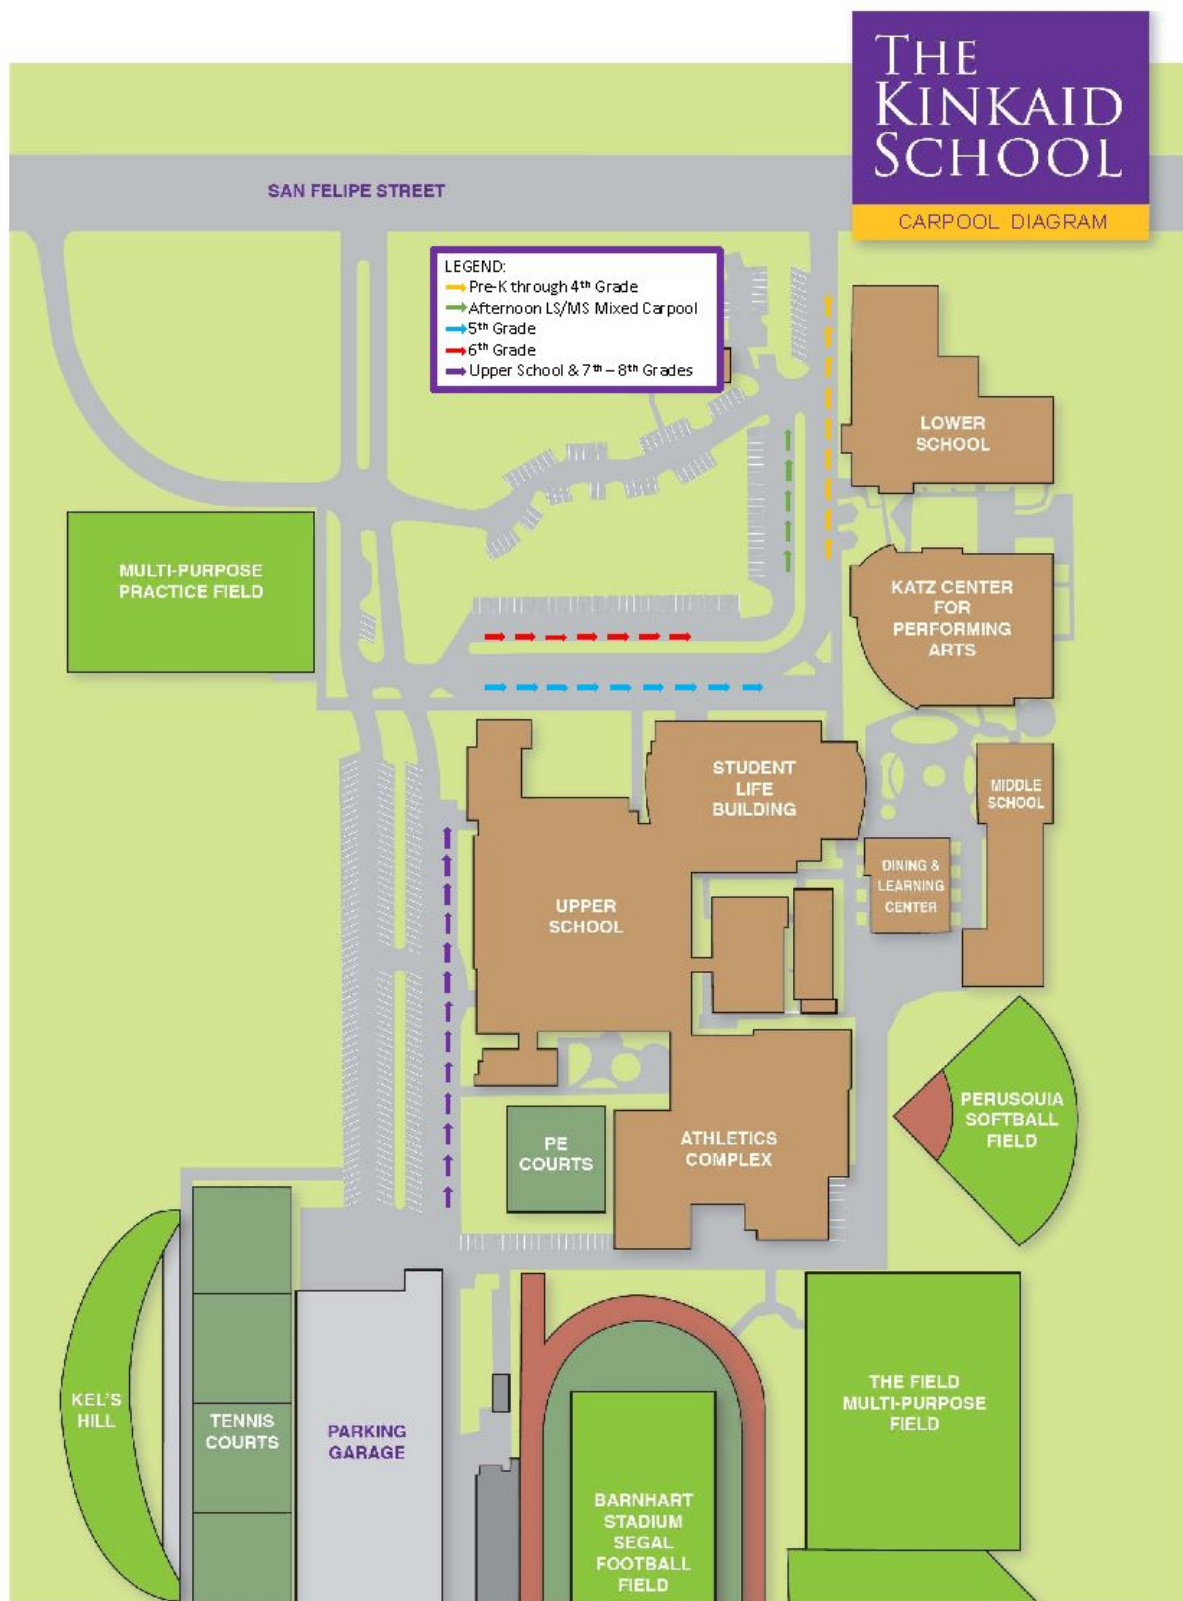 THE
KINKAID
SCHOOL
CARPOOL DIAGRAM
SAN FELIPE STREET
LEGEND:
Pre-K through 4th Grade
Afternoon LS/MS Mixed Carpool
5th Grade
6th Grade
Upper School & 7th – 8th Grades
LOWER
SCHOOL
MULTI-PURPOSE
PRACTICE FIELD
KATZ CENTER
FOR
PERFORMING
ARTS
STUDENT
LIFE
BUILDING
MIDDLE
SCHOOL
DINING &
LEARNING
CENTER
UPPER
SCHOOL
PERUSQUIA
SOFTBALL
FIELD
PE
COURTS
ATHLETICS
COMPLEX
KEL'S
HILL
TENNIS
COURTS
PARKING
GARAGE
THE FIELD
MULTI-PURPOSE
FIELD
BARNHART
STADIUM
SEGAL
FOOTBALL
FIELD